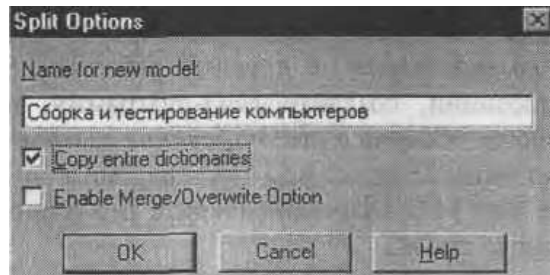 Split Options
Name for new model:
Сборка и тестирование компьютеров
Copy entire dictionaries
Enable Merge/Overwrite Option
OK
Cancel
Help